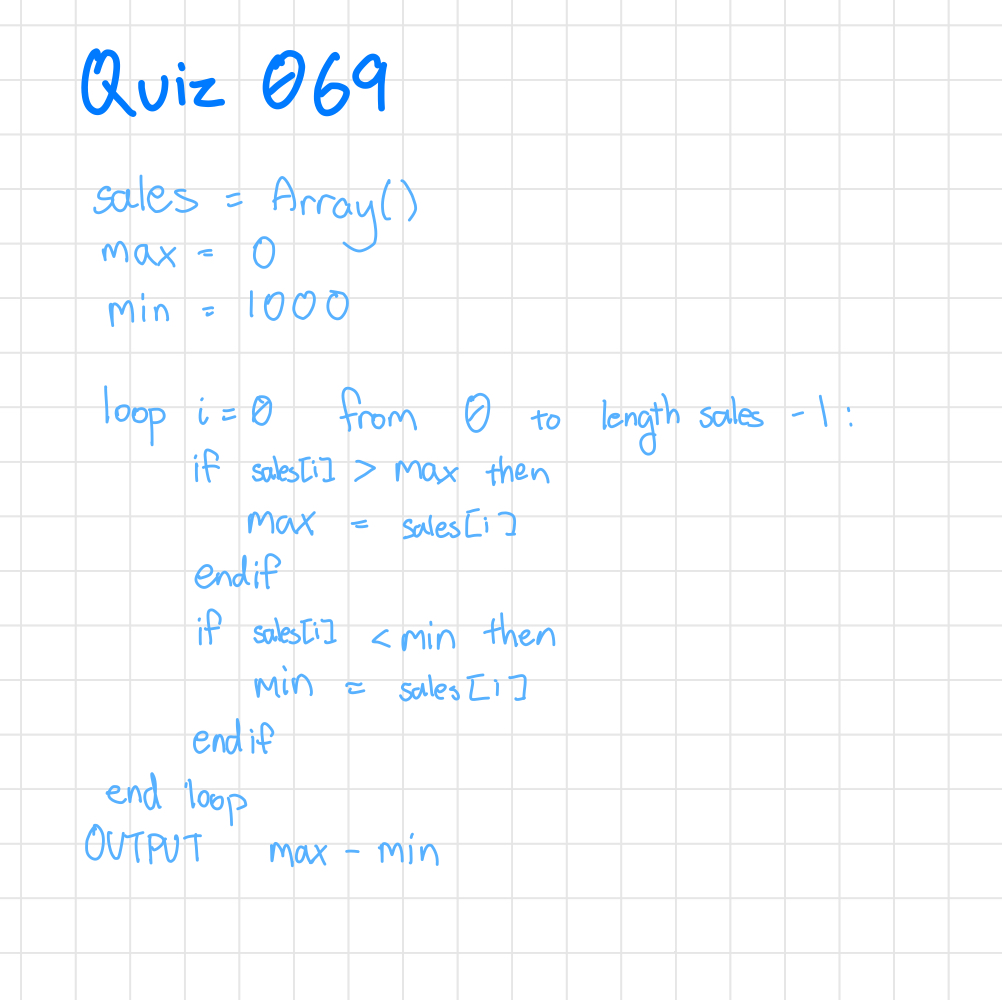 Quiz 069
sales = Array()
max = 0
min = 1000
loop i = 0 from 0 to length sales - 1 :
if sales[i] > max then
max = sales[i]
endif
if sales[i] < min then
min = sales[i]
endif
end loop
OUTPUT max - min